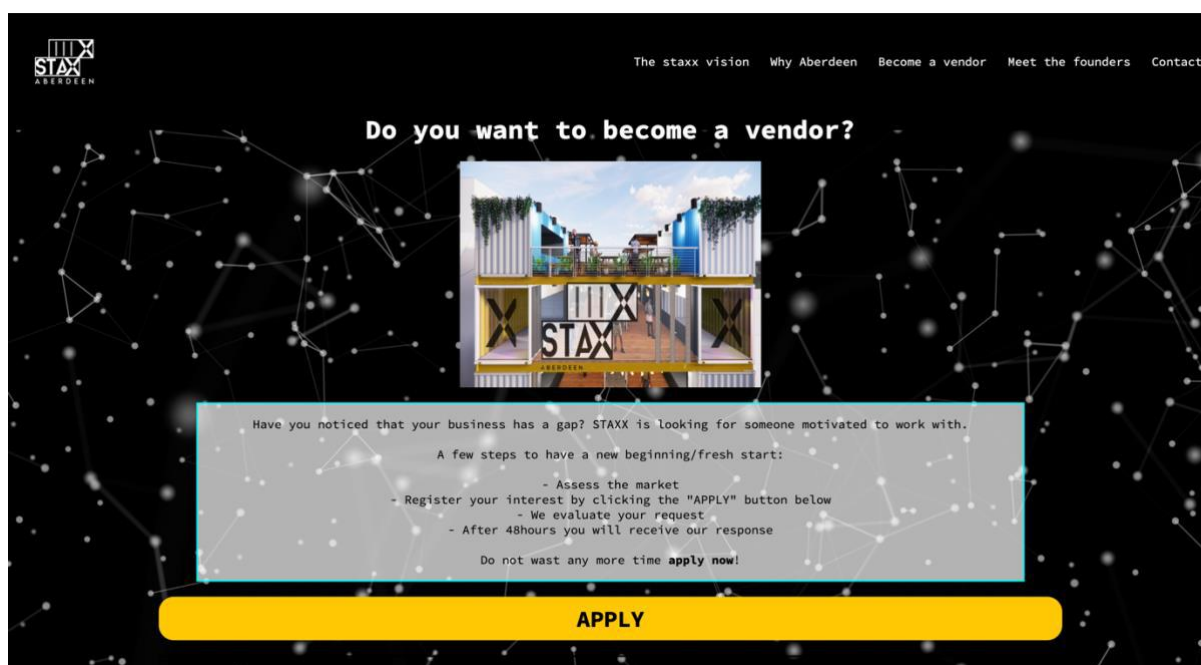 STAX
ABERDEEN
The staxx vision Why Aberdeen Become a vendor Meet the founders Contact
Do you want to become a vendor?
STAX
ABERDEEN
Have you noticed that your business has a gap? STAXX is looking for someone motivated to work with.
A few steps to have a new beginning/fresh start:
- Assess the market
- Register your interest by clicking the "APPLY" button below
- We evaluate your request
- After 48hours you will receive our response
Do not wast any more time apply now!
APPLY